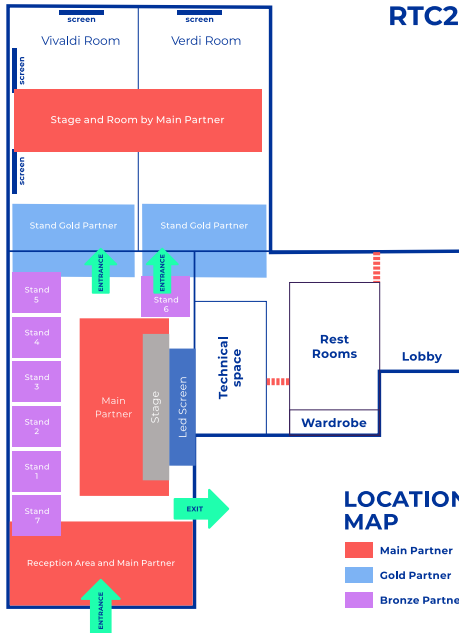 RTC2
screen
screen
Vivaldi Room
Verdi Room
screen
Stage and Room by Main Partner
screen
Stand Gold Partner
Stand Gold Partner
ENTRANCE
ENTRANCE
Stand
5
Stand
6
Stand
4
Stand
3
Stand
2
Stand
1
Stand
7
Main
Partner
Stage
Led Screen
Technical
space
Rest
Rooms
Lobby
Wardrobe
EXIT
Reception Area and Main Partner
ENTRANCE
LOCATION
MAP
Main Partner
Gold Partner
Bronze Partne